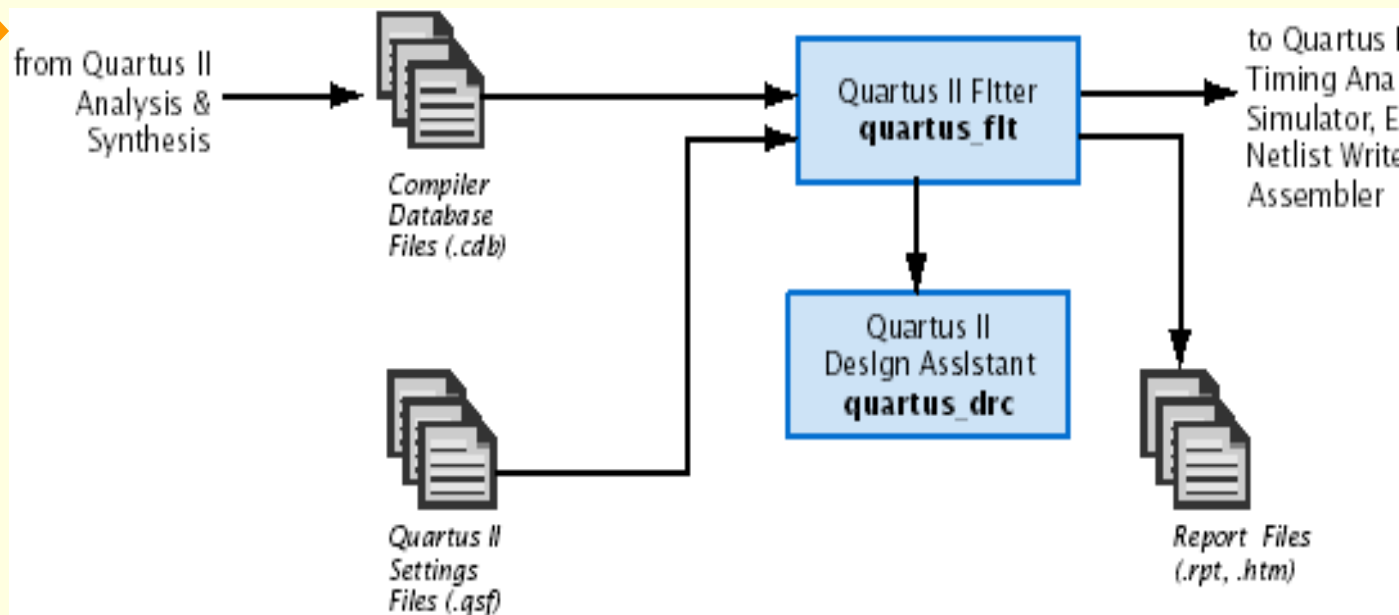 from Quartus II
Analysis &
Synthesis
Compiler
Database
Files (.cdb)
Quartus II Fitter
quartus_fit
to Quartus
Timing Ana
Simulator, E
Netlist Write
Assembler
Quartus II
Design Assistant
quartus_drc
Quartus II
Settings
Files (.qsf)
Report Files
(.rpt, .htm)